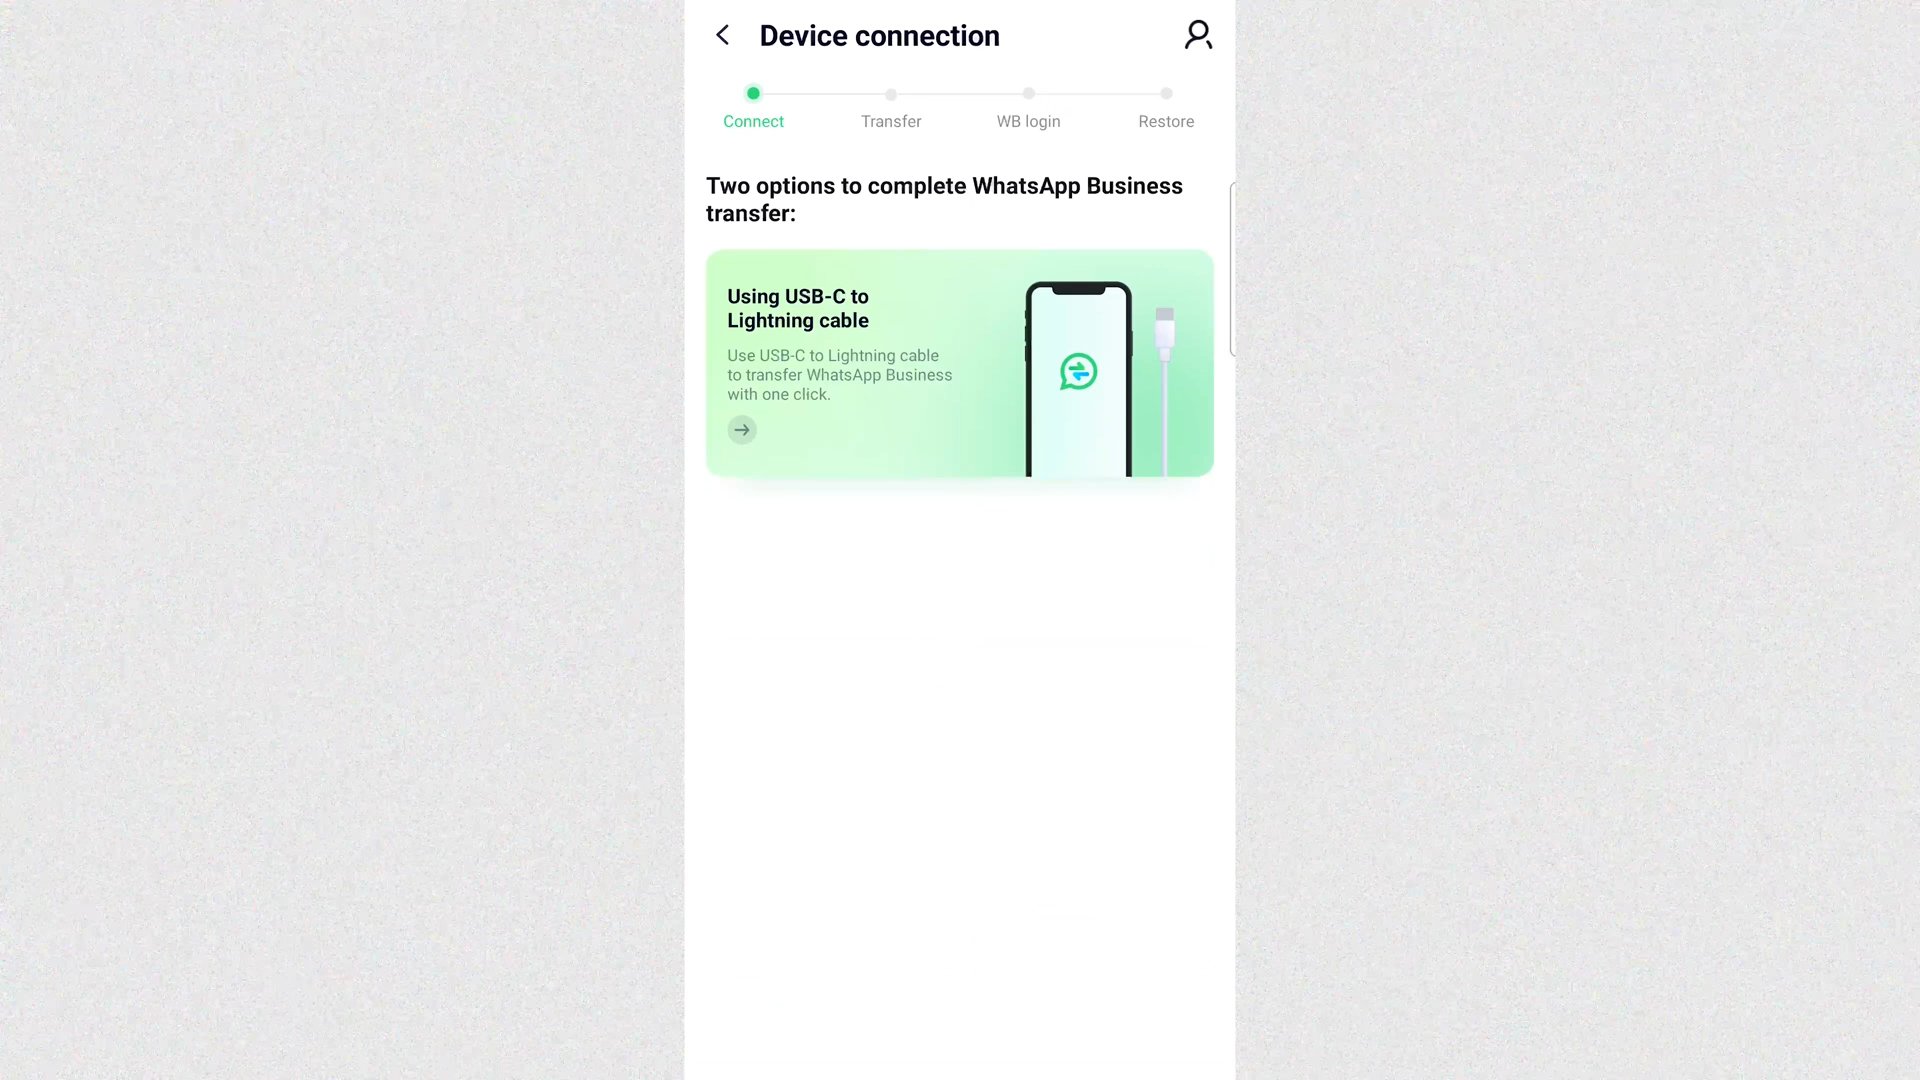 Device connection
Connect
Transfer
WB login
Restore
Two options to complete WhatsApp Business
transfer:
Using USB-C to
Lightning cable
Use USB-C to Lightning cable
to transfer WhatsApp Business
with one click.